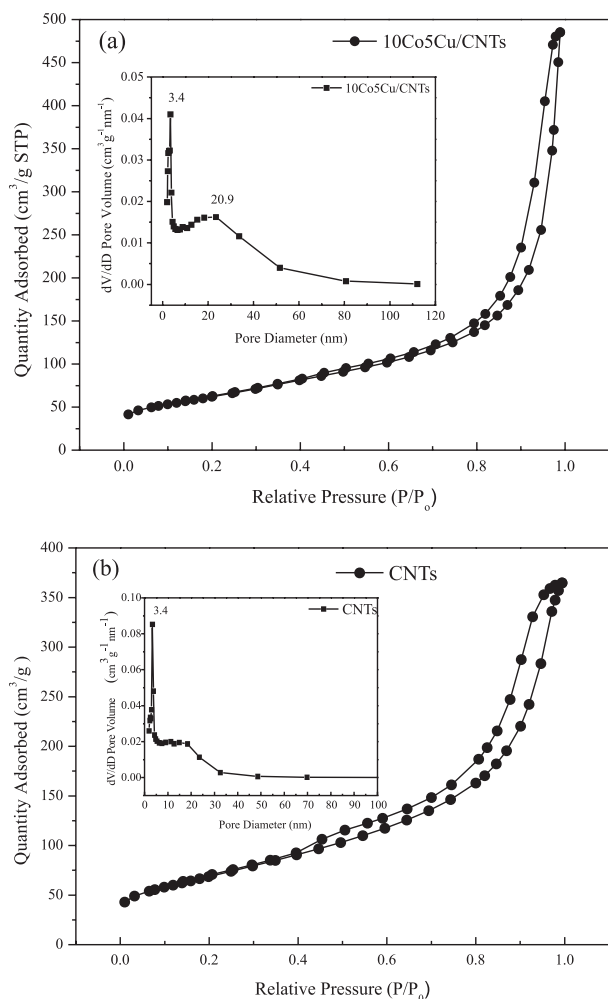 (a)
10Co5Cu/CNTs
500
450
400
350
300
250
200
150
100
50
0
Quantity Adsorbed (cm³/g STP)
0.0 0.2 0.4 0.6 0.8 1.0
Relative Pressure (P/Pₒ)
10Co5Cu/CNTs
3.4
20.9
0.05
0.04
0.03
0.02
0.01
0.00
dV/dD Pore Volume (cm³g⁻¹nm⁻¹)
0 20 40 60 80 100 120
Pore Diameter (nm)
(b)
CNTs
400
350
300
250
200
150
100
50
0
Quantity Adsorbed (cm³/g )
0.0 0.2 0.4 0.6 0.8 1.0
Relative Pressure (P/P₀)
CNTs
3.4
0.10
0.08
0.06
0.04
0.02
0.00
dV/dD Pore Volume (cm³g⁻¹nm⁻¹)
0 10 20 30 40 50 60 70 80 90 100
Pore Diameter (nm)